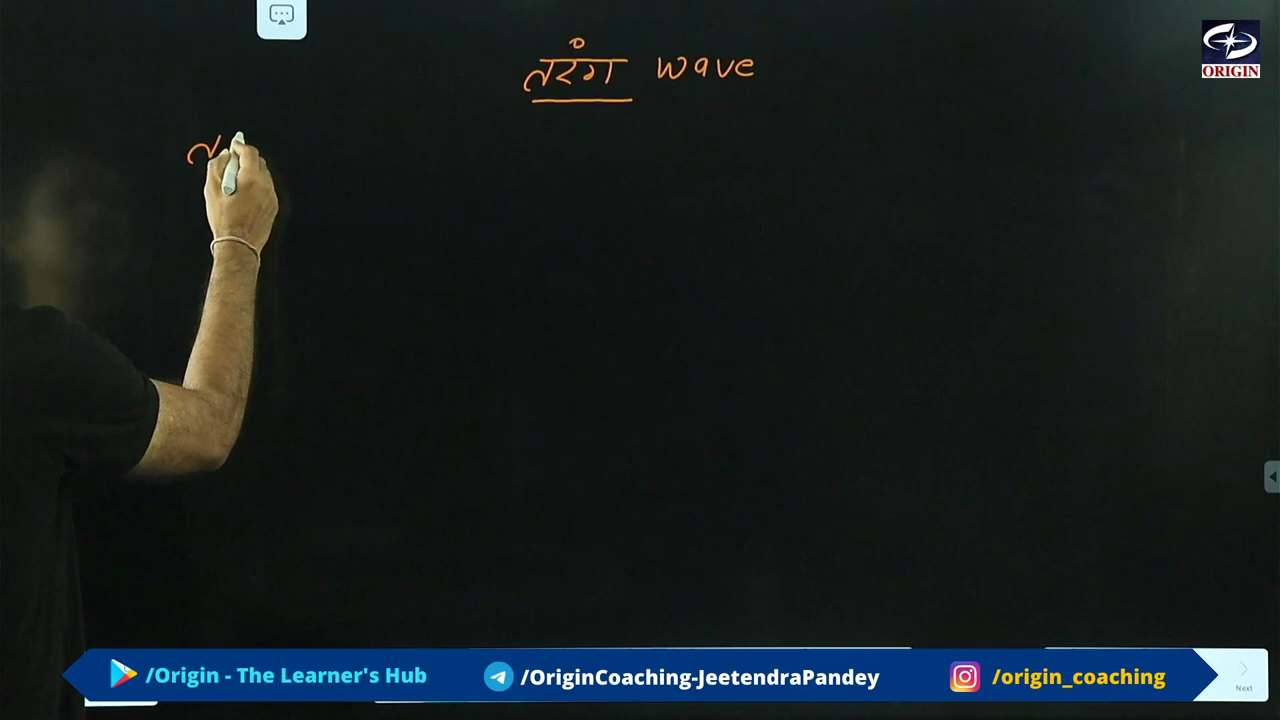 तरंग wave
ORIGIN
/Origin - The Learner's Hub
/OriginCoaching-JeetendraPandey
/origin_coaching
Next